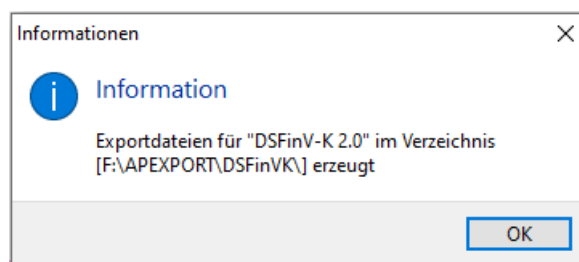 Informationen
Information
Exportdateien für "DSFinV-K 2.0" im Verzeichnis
[F:\APEXPORT\DSFinVK\] erzeugt
OK